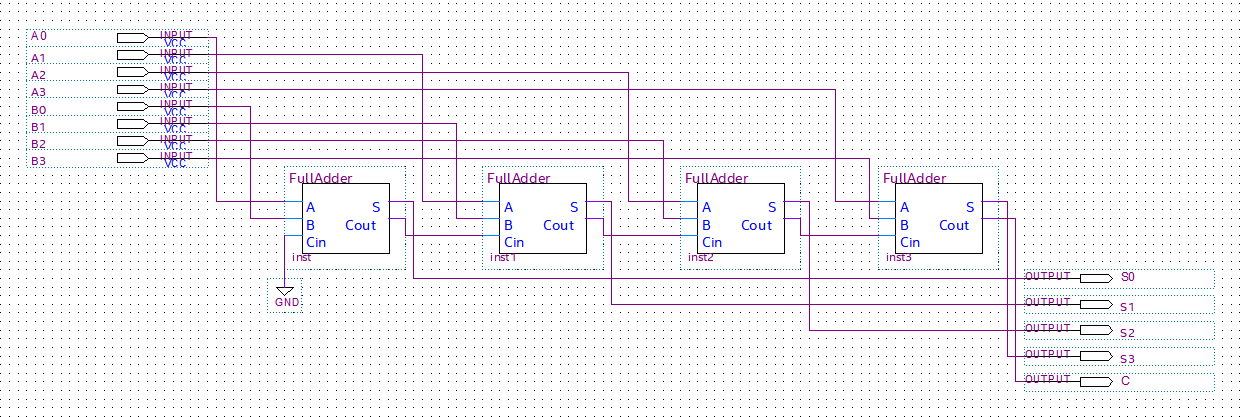 A0 INPUT
VCC
A1 INPUT
VCC
A2 INPUT
VCC
A3 INPUT
VCC
B0 INPUT
VCC
B1 INPUT
VCC
B2 INPUT
VCC
B3 INPUT
VCC
FullAdder
A S
B Cout
Cin
inst
FullAdder
A S
B Cout
Cin
inst1
FullAdder
A S
B Cout
Cin
inst2
FullAdder
A S
B Cout
Cin
inst3
GND
OUTPUT S0
OUTPUT S1
OUTPUT S2
OUTPUT S3
OUTPUT C